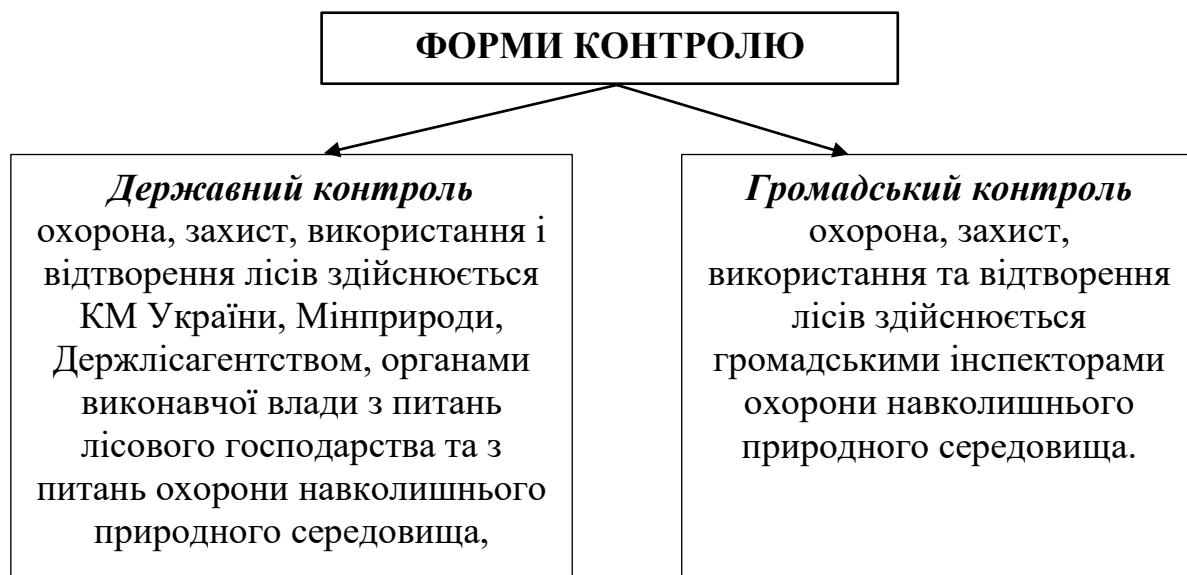 ФОРМИ КОНТРОЛЮ
Державний контроль
охорона, захист, використання і
відтворення лісів здійснюється
КМ України, Мінприроди,
Держлісагентством, органами
виконавчої влади з питань
лісового господарства та з
питань охорони навколишнього
природного середовища,
Громадський контроль
охорона, захист,
використання та відтворення
лісів здійснюється
громадськими інспекторами
охорони навколишнього
природного середовища.